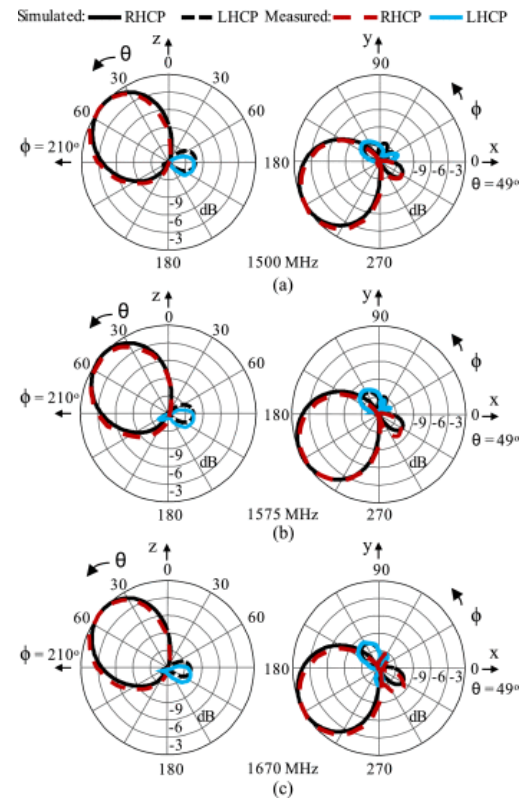 Simulated: RHCP LHCP Measured: RHCP LHCP
z y
θ 0 90
30 30 ϕ
60 60
x
ϕ = 210° 180 -9 -6 -3 0
θ = 49°
-9 dB dB
-6
-3
180 1500 MHz 270
(a)
z y
θ 0 90
30 30 ϕ
60 60
x
ϕ = 210° 180 -9 -6 -3 0
θ = 49°
-9 dB dB
-6
-3
180 1575 MHz 270
(b)
z y
θ 0 90
30 30 ϕ
60 60
x
ϕ = 210° 180 -9 -6 -3 0
θ = 49°
-9 dB dB
-6
-3
180 1670 MHz 270
(c)